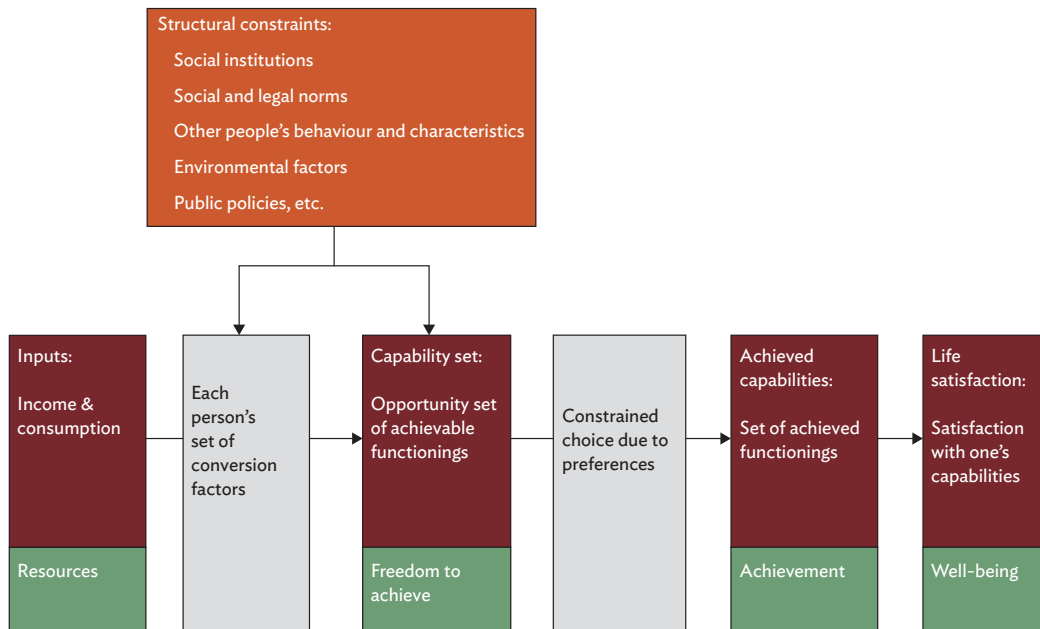 Structural constraints:
Social institutions
Social and legal norms
Other people's behaviour and characteristics
Environmental factors
Public policies, etc.
Inputs:
Income &
consumption
Resources
Each
person's
set of
conversion
factors
Capability set:
Opportunity set
of achievable
functionings
Freedom to
achieve
Constrained
choice due to
preferences
Achieved
capabilities:
Set of achieved
functionings
Achievement
Life
satisfaction:
Satisfaction
with one's
capabilities
Well-being